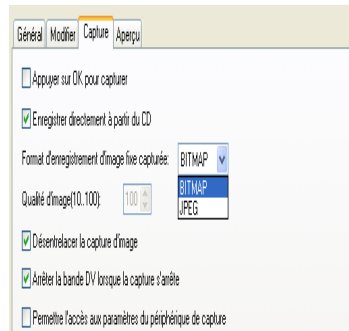 Général Modifier Capture Aperçu
Appuyer sur OK pour capturer
Enregistrer directement à partir du CD
Format d'enregistrement d'image fixe capturée: BITMAP
BITMAP
JPEG
Qualité d'image(10..100): 100
Désentrelacer la capture d'image
Arrêter la bande DV lorsque la capture s'arrête
Permettre l'accès aux paramètres du périphérique de capture